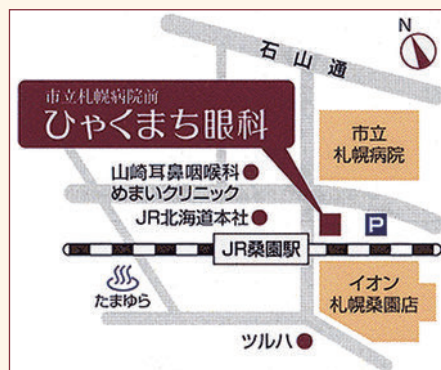 N
石山通
市立札幌病院前
ひゃくまち眼科
市立
札幌病院
山崎耳鼻咽喉科
めまいクリニック
JR北海道本社
P
JR桑園駅
たまゆら
イオン
札幌桑園店
ツルハ